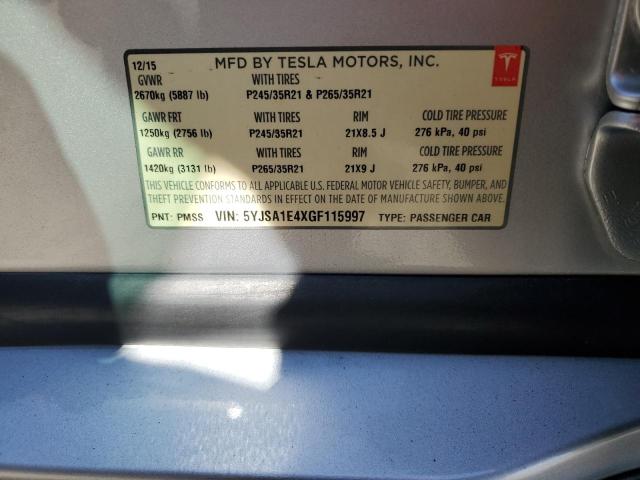 12/15 MFD BY TESLA MOTORS, INC.
GVWR WITH TIRES
2670kg (5887 lb) P245/35R21 & P265/35R21
GAWR FRT WITH TIRES RIM COLD TIRE PRESSURE
1250kg (2756 lb) P245/35R21 21X8.5 J 276 kPa, 40 psi
GAWR RR WITH TIRES RIM COLD TIRE PRESSURE
1420kg (3131 lb) P265/35R21 21X9 J 276 kPa, 40 psi
THIS VEHICLE CONFORMS TO ALL APPLICABLE U.S. FEDERAL MOTOR VEHICLE SAFETY, BUMPER, AND
THEFT PREVENTION STANDARDS IN EFFECT ON THE DATE OF MANUFACTURE SHOWN ABOVE.
PNT: PMSS VIN: 5YJSA1E4XGF115997 TYPE: PASSENGER CAR
TESLA